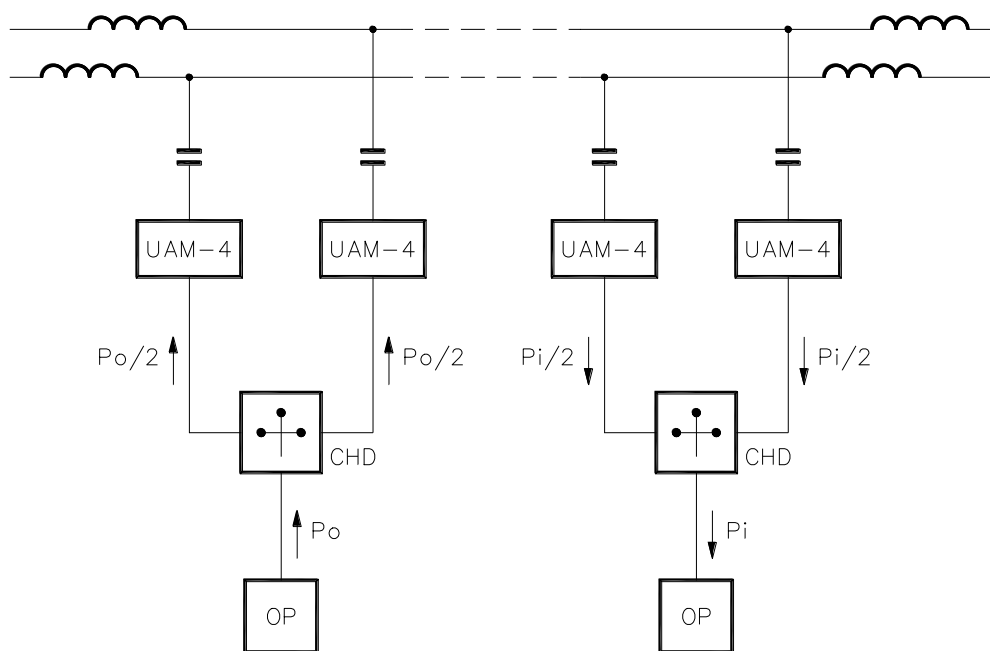 UAM-4 UAM-4 UAM-4 UAM-4
Po/2 Po/2 Pi/2 Pi/2
CHD CHD
Po Pi
OP OP